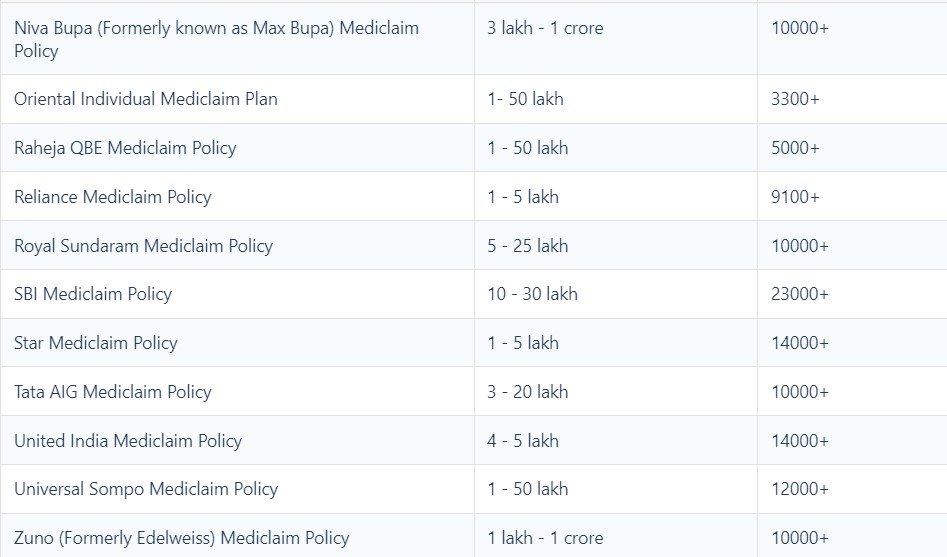 Niva Bupa (Formerly known as Max Bupa) Mediclaim 3 lakh - 1 crore 10000+
Policy
Oriental Individual Mediclaim Plan 1- 50 lakh 3300+
Raheja QBE Mediclaim Policy 1 - 50 lakh 5000+
Reliance Mediclaim Policy 1 - 5 lakh 9100+
Royal Sundaram Mediclaim Policy 5 - 25 lakh 10000+
SBI Mediclaim Policy 10 - 30 lakh 23000+
Star Mediclaim Policy 1 - 5 lakh 14000+
Tata AIG Mediclaim Policy 3 - 20 lakh 10000+
United India Mediclaim Policy 4 - 5 lakh 14000+
Universal Sompo Mediclaim Policy 1 - 50 lakh 12000+
Zuno (Formerly Edelweiss) Mediclaim Policy 1 lakh - 1 crore 10000+